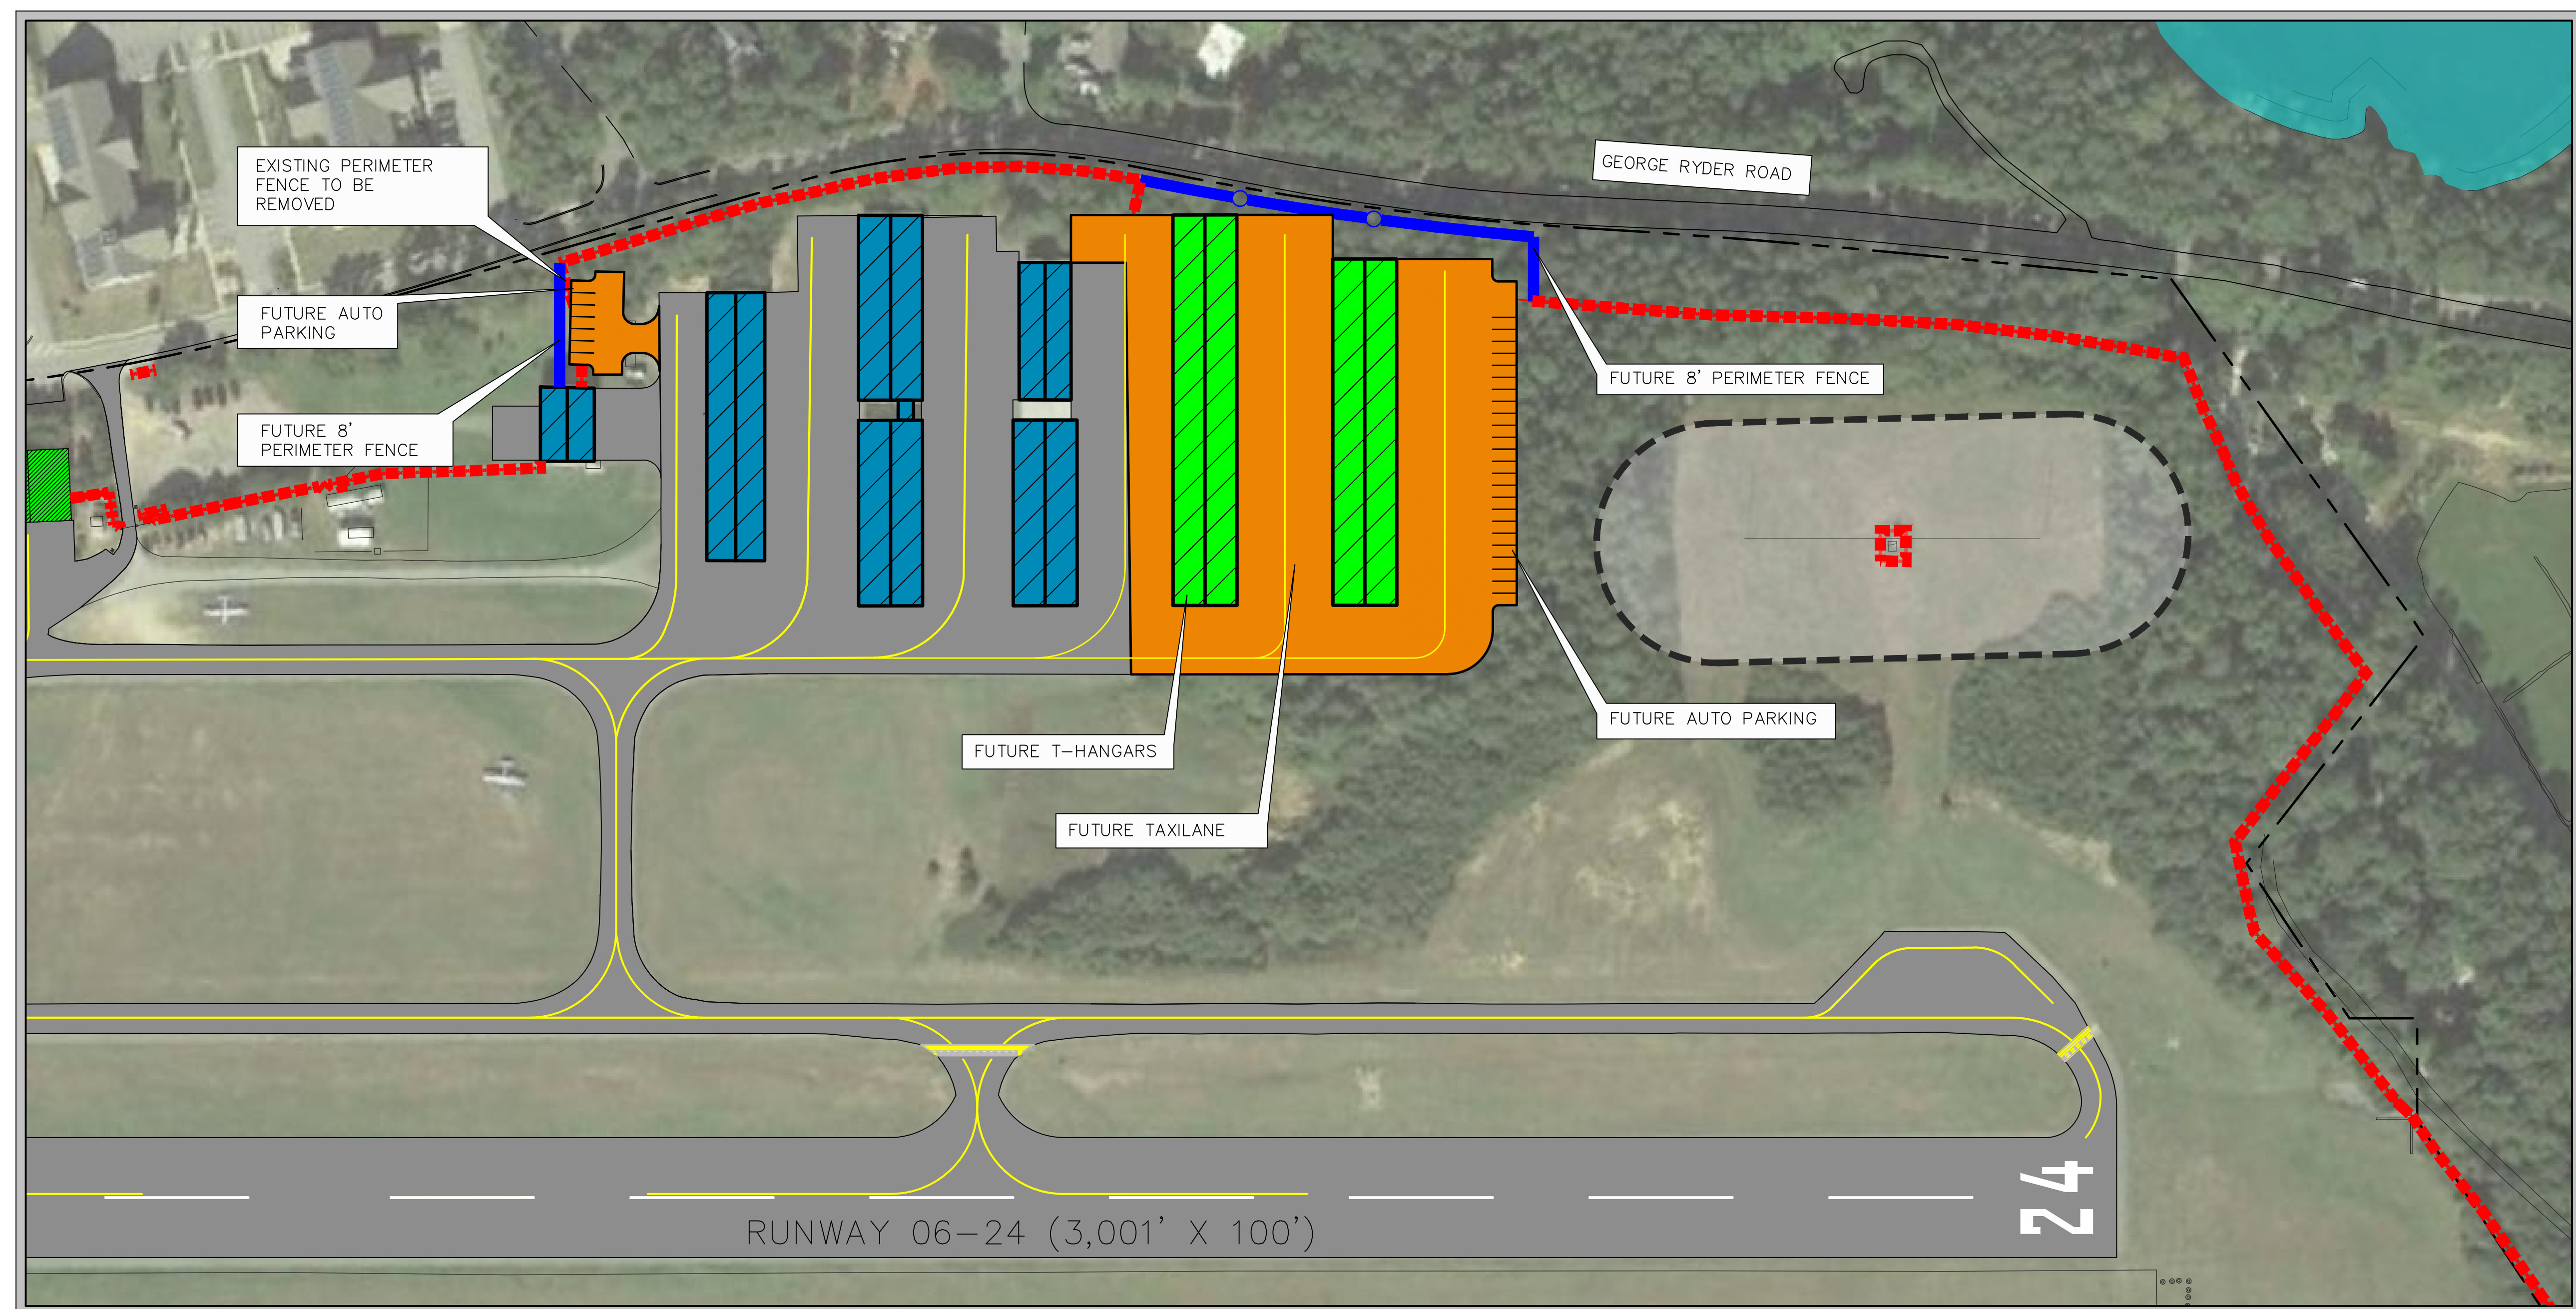 EXISTING PERIMETER
FENCE TO BE
REMOVED
GEORGE RYDER ROAD
FUTURE AUTO
PARKING
FUTURE 8' PERIMETER FENCE
FUTURE 8'
PERIMETER FENCE
FUTURE AUTO PARKING
FUTURE T-HANGARS
FUTURE TAXILANE
24
RUNWAY 06-24 (3,001' X 100')